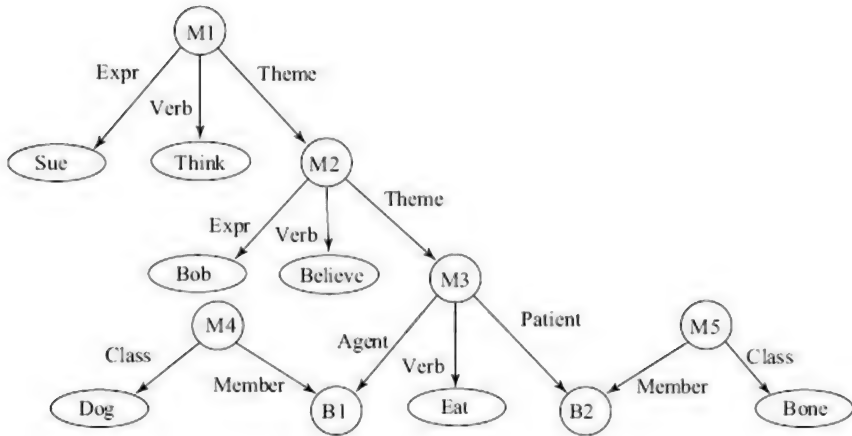 M1
Expr
Theme
Verb
Sue
Think
M2
Expr
Verb
Theme
Bob
Believe
M3
M4
Agent
Patient
M5
Class
Member
Verb
Member
Class
Dog
B1
Eat
B2
Bone